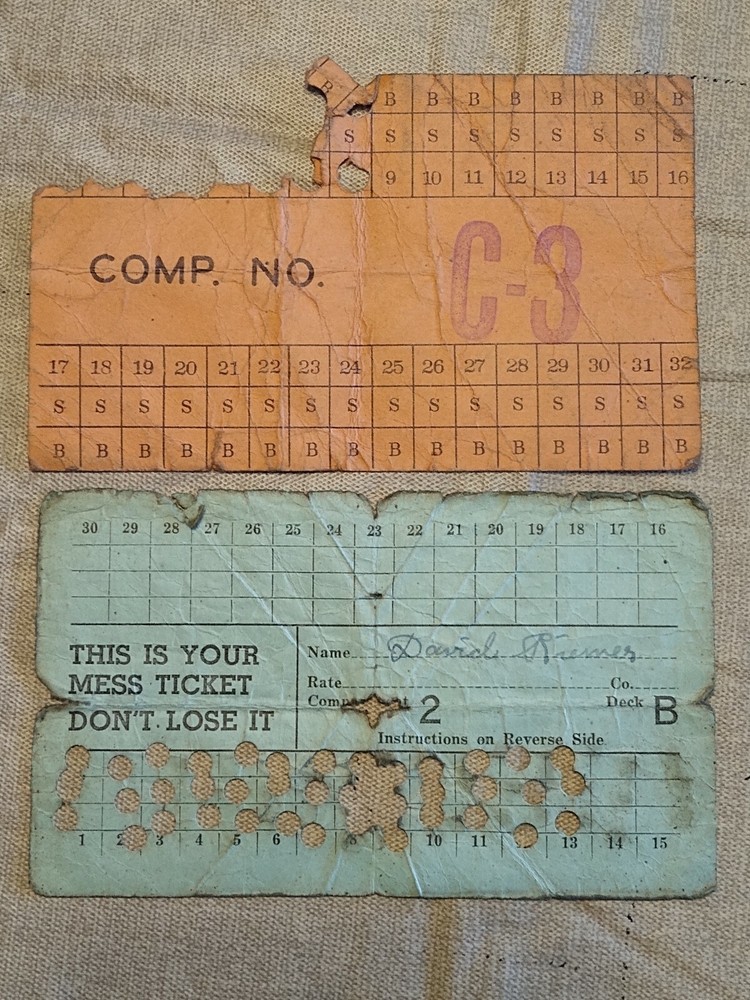 B B B B B B B B B
S S S S S S S S S
9 10 11 12 13 14 15 16
COMP. NO. C-3
17 18 19 20 21 22 23 24 25 26 27 28 29 30 31 32
S S S S S S S S S S S S S S S S
B B B B B B B B B B B B B B B B
30 29 28 27 26 25 24 23 22 21 20 19 18 17 16
THIS IS YOUR
MESS TICKET
DON'T LOSE IT
Name David
Rate Co.
2 Deck B
Instructions on Reverse Side
1 2 3 4 5 6 8 10 11 13 14 15